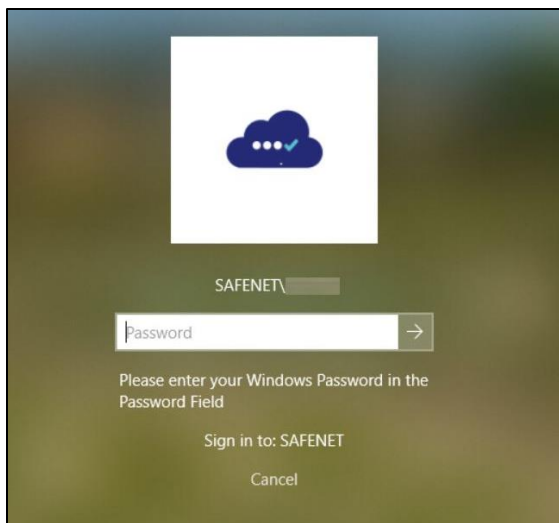 SAFENET\
Password
Please enter your Windows Password in the
Password Field
Sign in to: SAFENET
Cancel